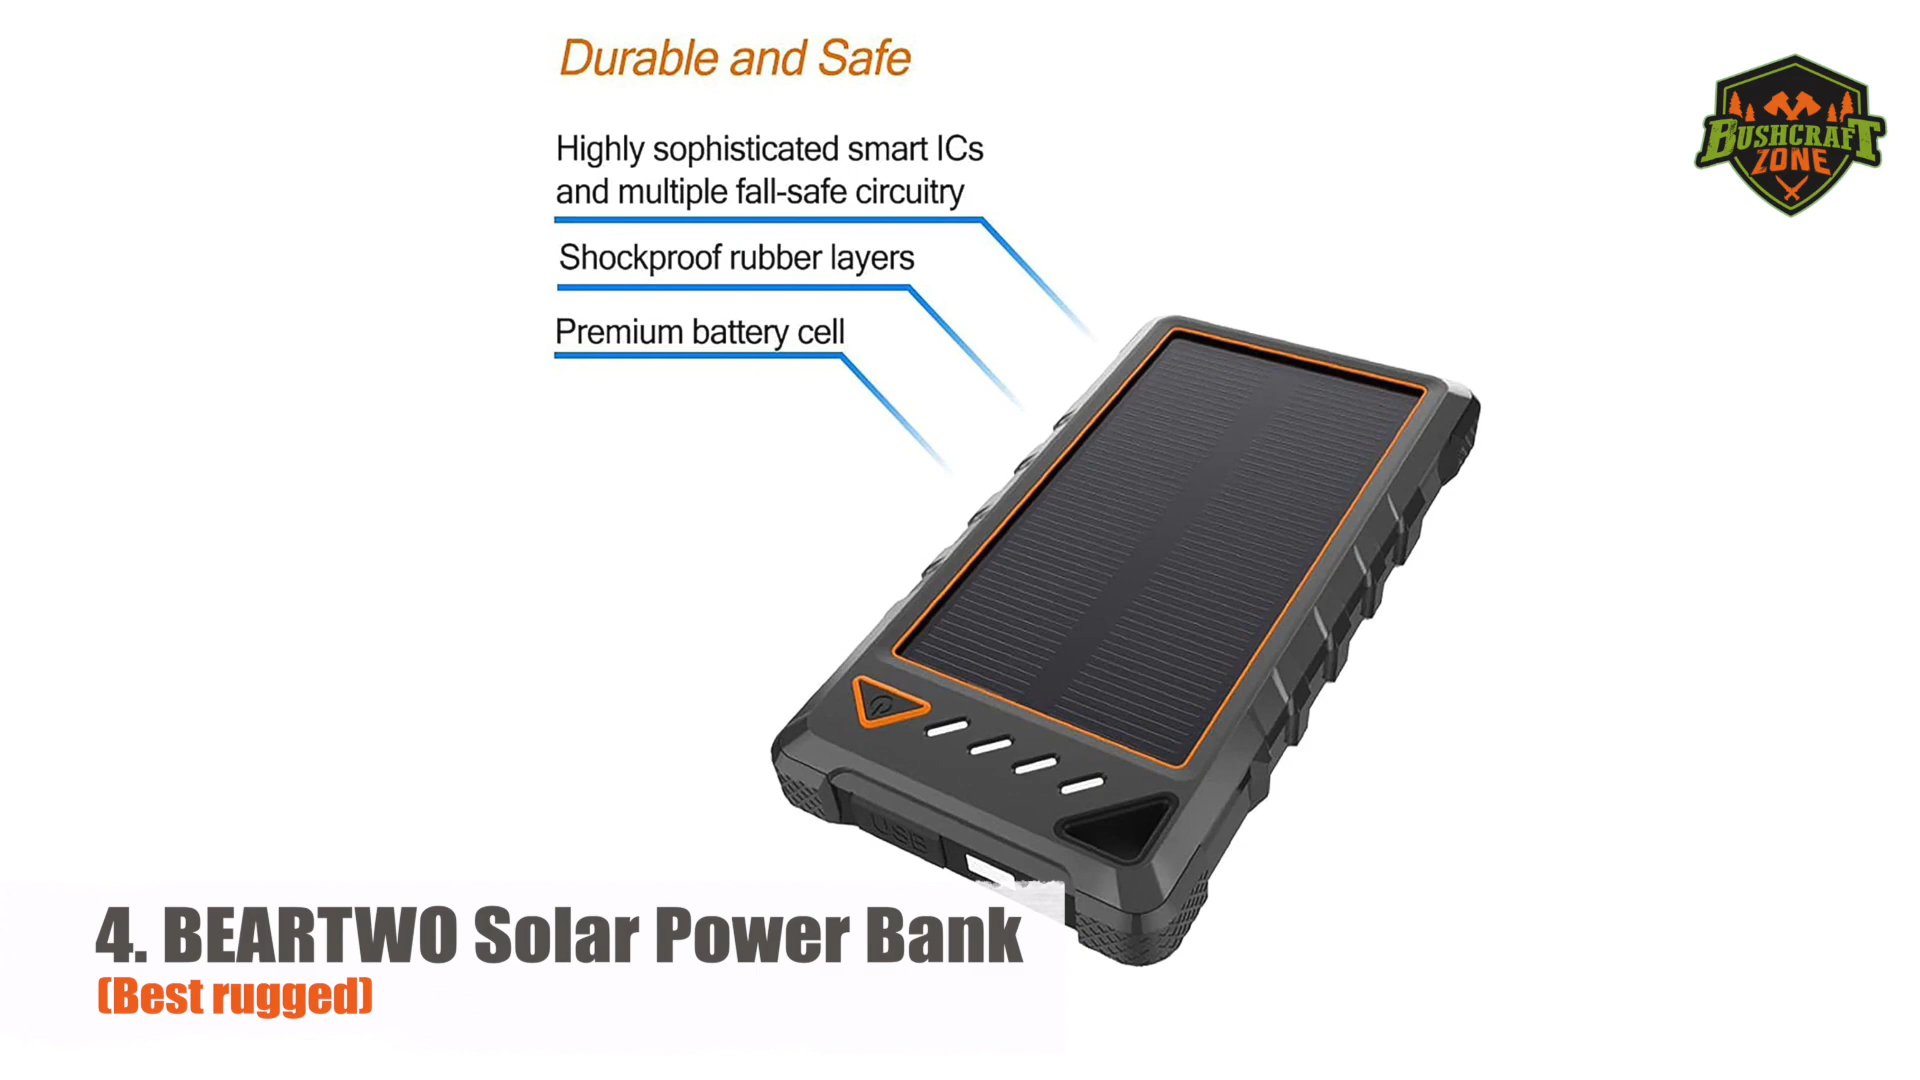 Durable and Safe
Highly sophisticated smart ICs
and multiple fall-safe circuitry
Shockproof rubber layers
Premium battery cell
BUSHCRAFT
ZONE
USB
4. BEARTWO Solar Power Bank
(Best rugged)